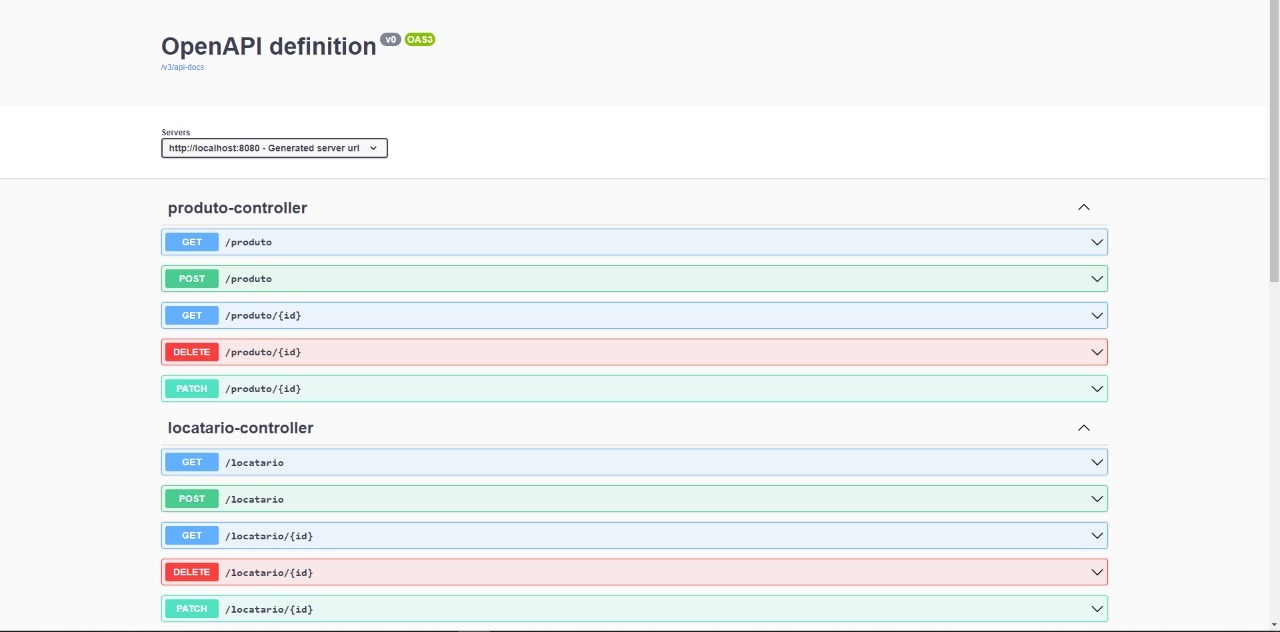 OpenAPI definition v0 OAS3
/v3/api-docs
Servers
http://localhost:8080 - Generated server url
produto-controller
GET /produto
POST /produto
GET /produto/{id}
DELETE /produto/{id}
PATCH /produto/{id}
locatario-controller
GET /locatario
POST /locatario
GET /locatario/{id}
DELETE /locatario/{id}
PATCH /locatario/{id}